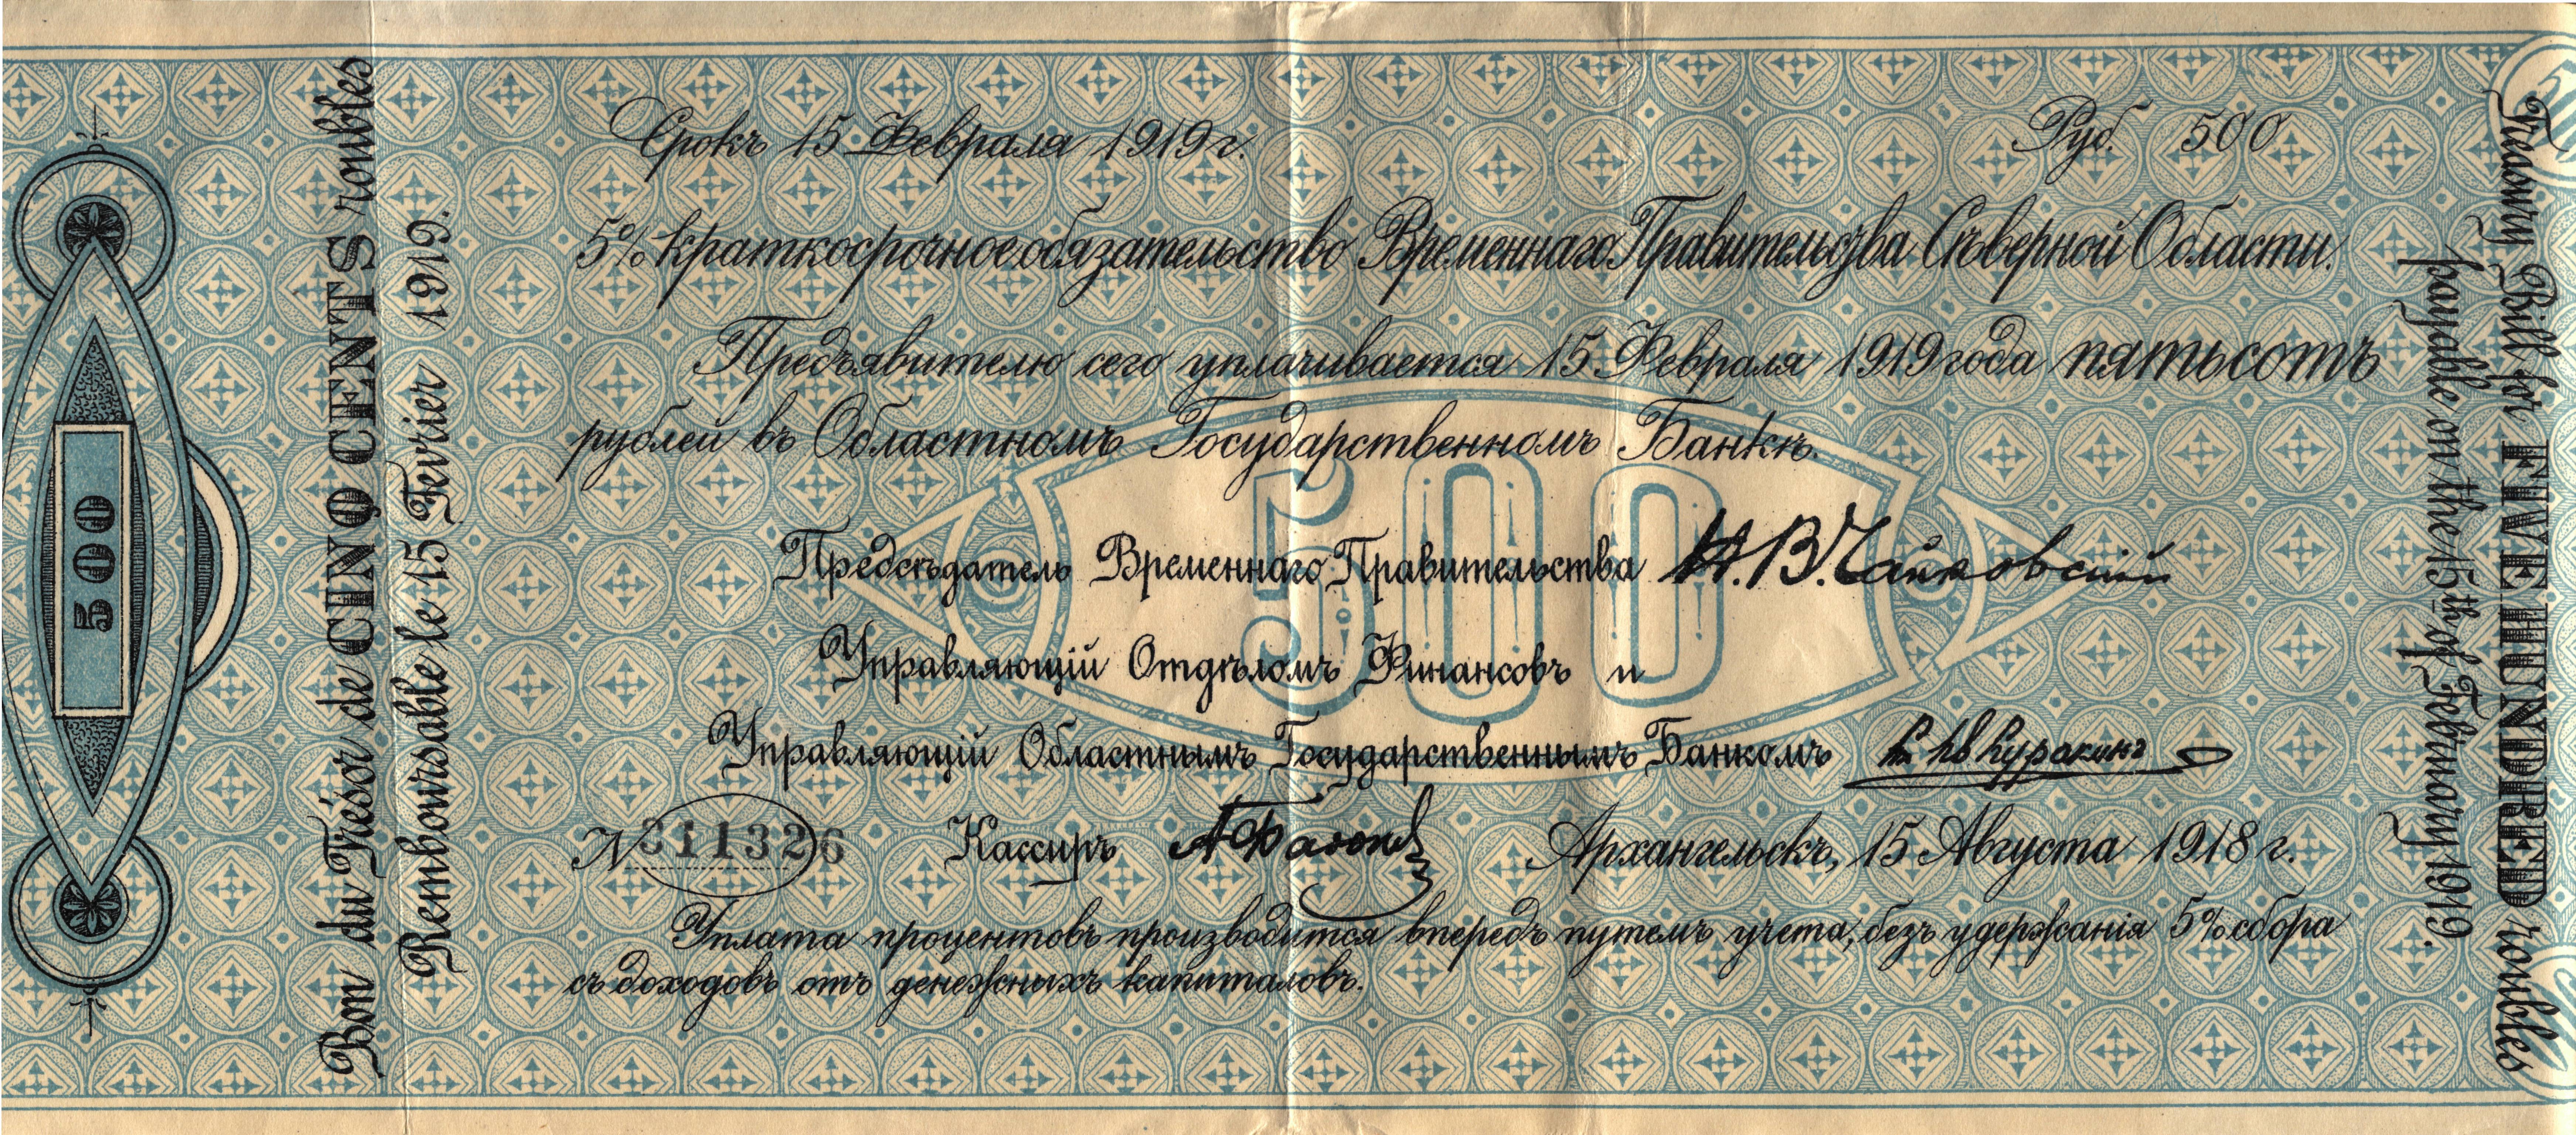 500
Bon du Trésor de CINQ CENTS roubles
Remboursable le 15 Fevrier 1919.
Срокъ 15 Февраля 1919 г.
Руб. 500
5% краткосрочное обязательство Временнаго Правительства Сѣверной Области.
Предъявителю сего уплачивается 15 Февраля 1919 года пятьсотъ
рублей въ Областномъ Государственномъ Банкѣ.
500
Предсѣдатель Временнаго Правительства Н.В. Чайковский
Управляющій Отдѣломъ Финансовъ и
Управляющій Областнымъ Государственнымъ Банкомъ Куракинъ
N 311326 Кассиръ Архангельскъ, 15 Августа 1918 г.
Уплата процентовъ производится впередъ путемъ учета, безъ удержанія 5% сбора
съ доходовъ отъ денежныхъ капиталовъ.
Treasury Bill for FIVE HUNDRED roubles
payable on the 15th of February 1919.